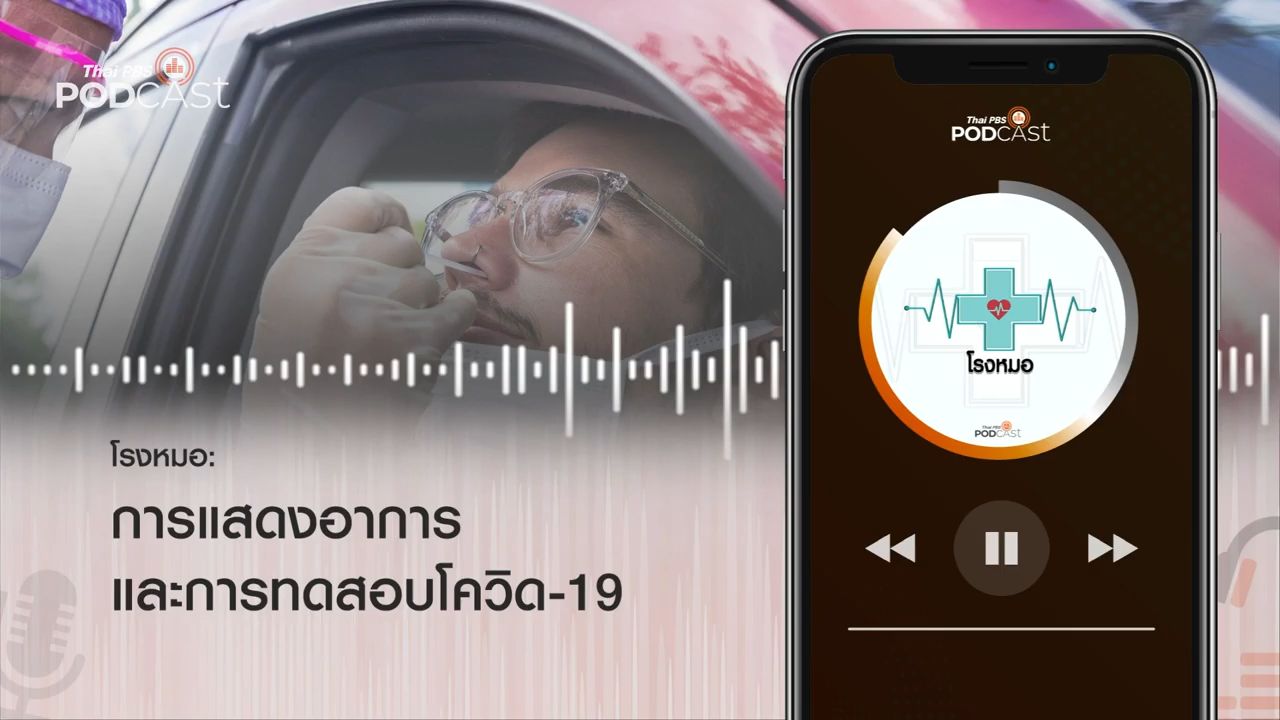 Thai PBS
PODCAST
โรงหมอ:
การแสดงอาการ
และการทดสอบโควิด-19
Thai PBS
PODCAST
โรงหมอ
Thai PBS
PODCAST